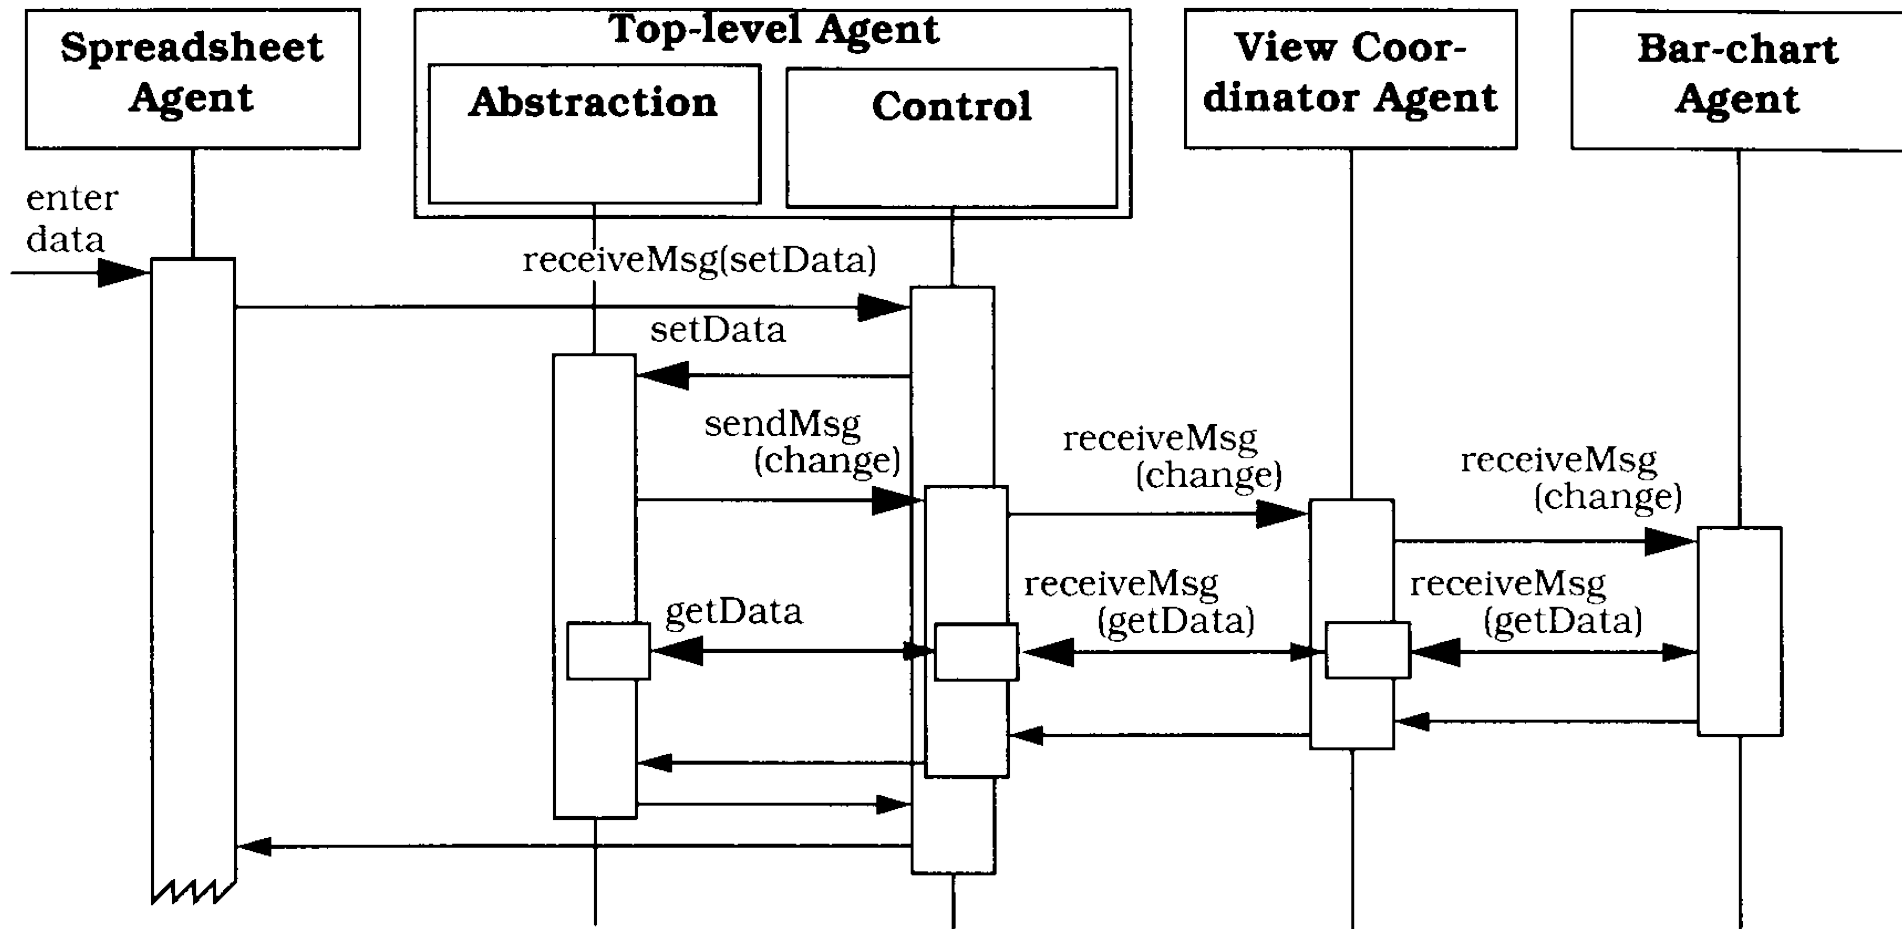 Spreadsheet
Agent
Top-level Agent
Abstraction
Control
View Coor-
dinator Agent
Bar-chart
Agent
enter
data
receiveMsg(setData)
setData
sendMsg
(change)
receiveMsg
(change)
receiveMsg
(change)
getData
receiveMsg
(getData)
receiveMsg
(getData)